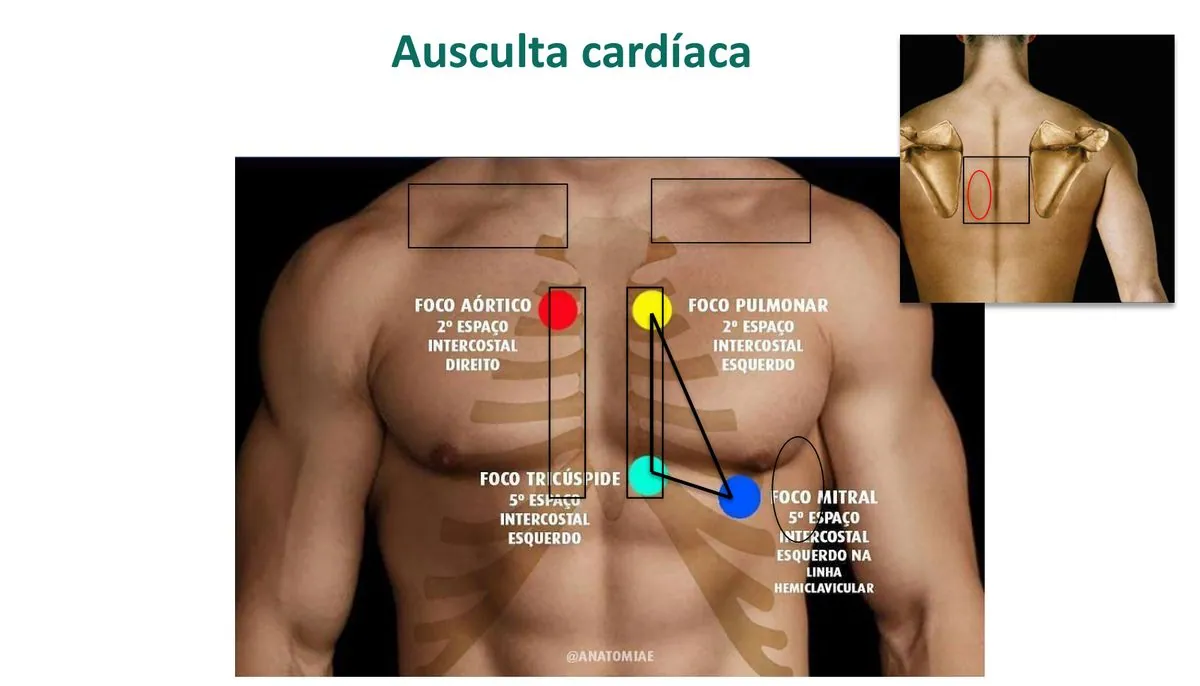 Ausculta cardíaca
FOCO AÓRTICO
2º ESPAÇO
INTERCOSTAL
DIREITO
FOCO PULMONAR
2º ESPAÇO
INTERCOSTAL
ESQUERDO
FOCO TRICÚSPIDE
5º ESPAÇO
INTERCOSTAL
ESQUERDO
FOCO MITRAL
5º ESPAÇO
INTERCOSTAL
ESQUERDO NA
LINHA
HEMICLAVICULAR
@ANATOMIAE